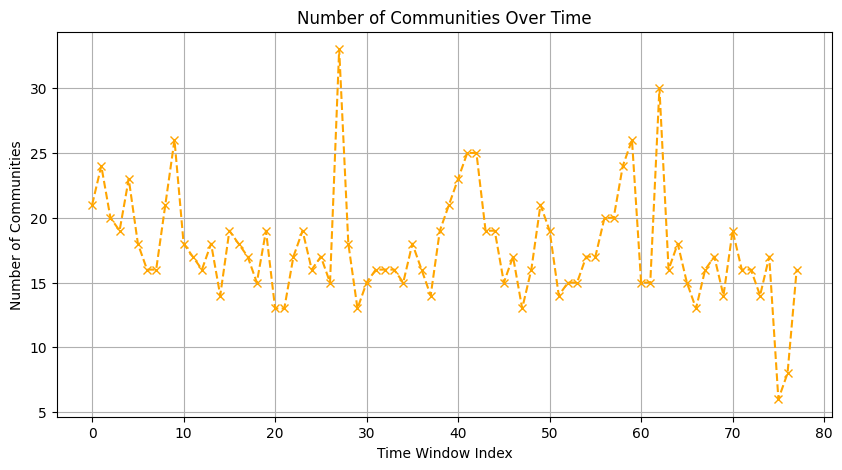 Number of Communities Over Time
Number of Communities
30
25
20
15
10
5
0 10 20 30 40 50 60 70 80
Time Window Index